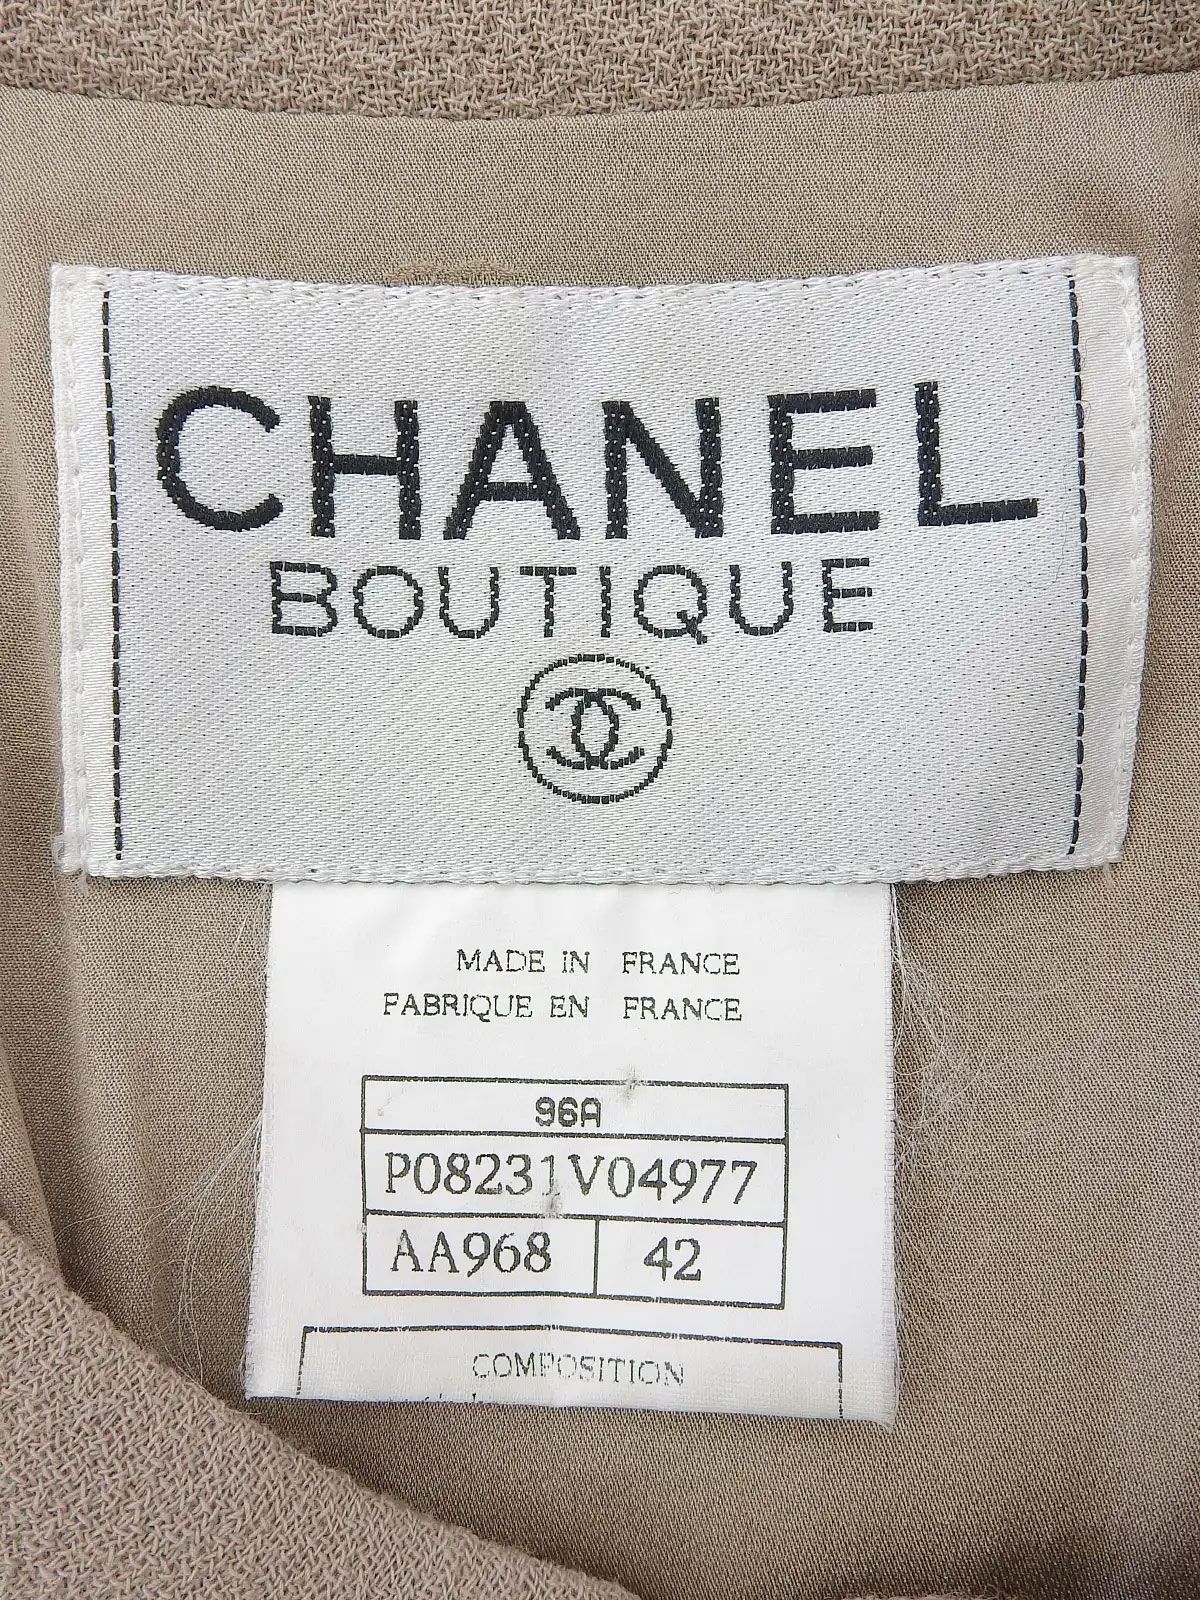 CHANEL
BOUTIQUE
MADE IN FRANCE
FABRIQUE EN FRANCE
96A
P08231V04977
AA968 42
COMPOSITION